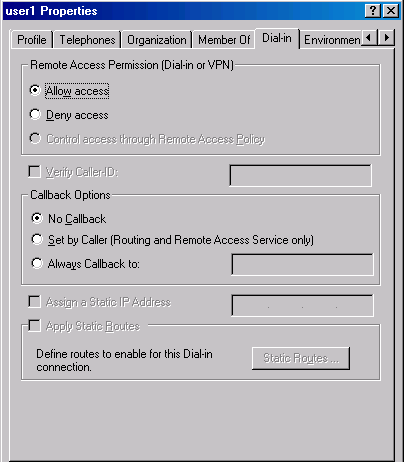 user1 Properties
Profile Telephones Organization Member Of Dial-in Environmen
Remote Access Permission (Dial-in or VPN)
Allow access
Deny access
Control access through Remote Access Policy
Verify Caller-ID:
Callback Options
No Callback
Set by Caller (Routing and Remote Access Service only)
Always Callback to:
Assign a Static IP Address
Apply Static Routes
Define routes to enable for this Dial-in
connection.
Static Routes ...